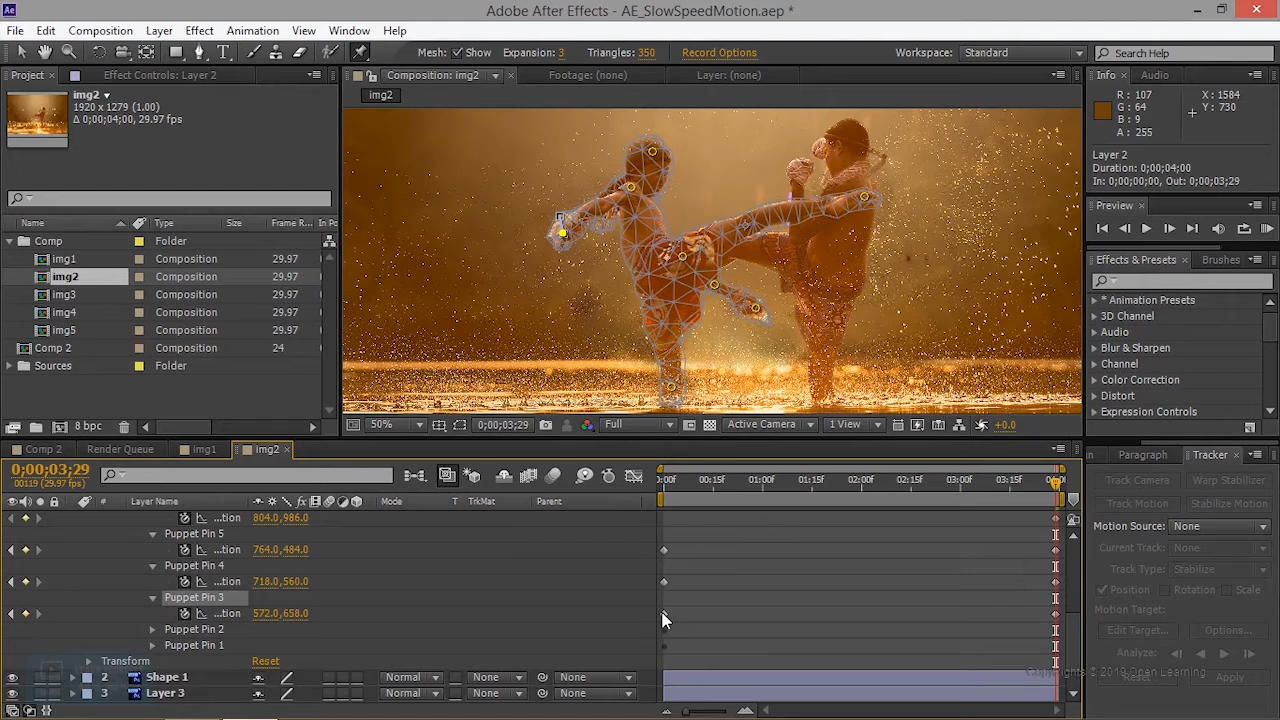 Ae
Adobe After Effects - AE_SlowSpeedMotion.aep *
File Edit Composition Layer Effect Animation View Window Help
Mesh: Show Expansion: 3 Triangles: 350 Record Options Workspace: Standard Search Help
Project Effect Controls: Layer 2 Composition: img2 Footage: (none) Layer: (none) Info Audio
img2
1920 x 1279 (1.00)
Δ 0;00;04;00, 29.97 fps
img2
R : 107
G : 64
B : 9
A : 255
X : 1584
Y : 730
Layer 2
Duration: 0;00;04;00
In: 0;00;00;00, Out: 0;00;03;29
Preview
Name Type Size Frame R... In Po
Comp Folder
img1 Composition 29.97
img2 Composition 29.97
img3 Composition 29.97
img4 Composition 29.97
img5 Composition 29.97
Comp 2 Composition 24
Sources Folder
8 bpc
Effects & Presets Brushes
* Animation Presets
3D Channel
Audio
Blur & Sharpen
Channel
Color Correction
Distort
Expression Controls
50% 0;00;03;29 Full Active Camera 1 View +0.0
Comp 2 Render Queue img1 img2
0;00;03;29
00119 (29.97 fps)
:00f 00:15f 01:00f 01:15f 02:00f 02:15f 03:00f
# Layer Name Mode T TrkMat Parent
...tion 804.0,986.0
Puppet Pin 5
...tion 764.0,484.0
Puppet Pin 4
...tion 718.0,560.0
Puppet Pin 3
...tion 572.0,658.0
Puppet Pin 2
Puppet Pin 1
Transform Reset
2 Shape 1 Normal None None
3 Layer 3 Normal None None
Paragraph Tracker
Track Camera Warp Stabilizer
Track Motion Stabilize Motion
Motion Source: None
Current Track: None
Track Type: Stabilize
Position Rotation Scale
Motion Target:
Edit Target... Options...
Analyze:
Reset Apply
Copyrights © 2019 Open Learning